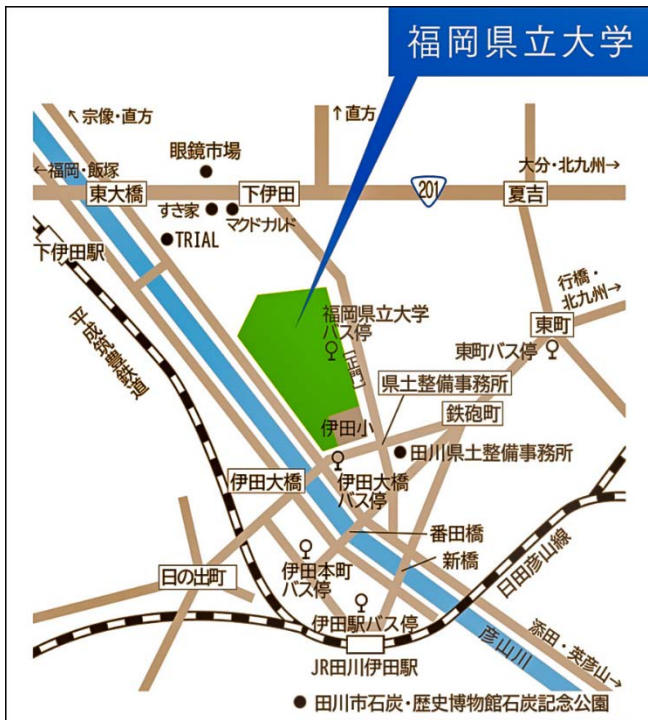 福岡県立大学
↖宗像・直方
↑直方
眼鏡市場
←福岡・飯塚
大分・北九州→
東大橋
下伊田
201
夏吉
すき家
マクドナルド
TRIAL
下伊田駅
行橋・
北九州→
福岡県立大学
バス停
東町
平成筑豊鉄道
[正門]
東町バス停
県土整備事務所
鉄砲町
伊田小
田川県土整備事務所
伊田大橋
伊田大橋
バス停
番田橋
新橋
日の出町
伊田本町
バス停
日田彦山線
伊田駅バス停
彦山川
添田・英彦山→
JR田川伊田駅
田川市石炭・歴史博物館石炭記念公園